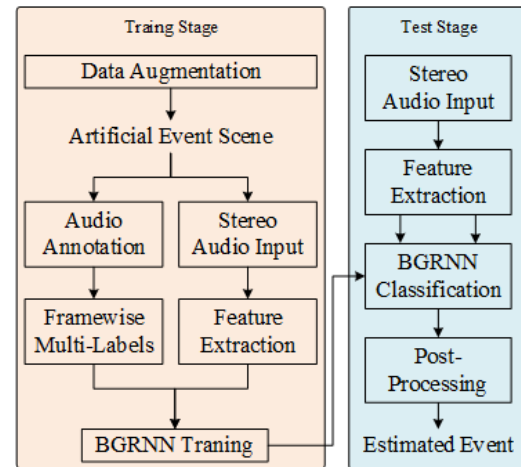 Traing Stage
Data Augmentation
Artificial Event Scene
Audio
Annotation
Stereo
Audio Input
Framewise
Multi-Labels
Feature
Extraction
BGRNN Traning
Test Stage
Stereo
Audio Input
Feature
Extraction
BGRNN
Classification
Post-
Processing
Estimated Event